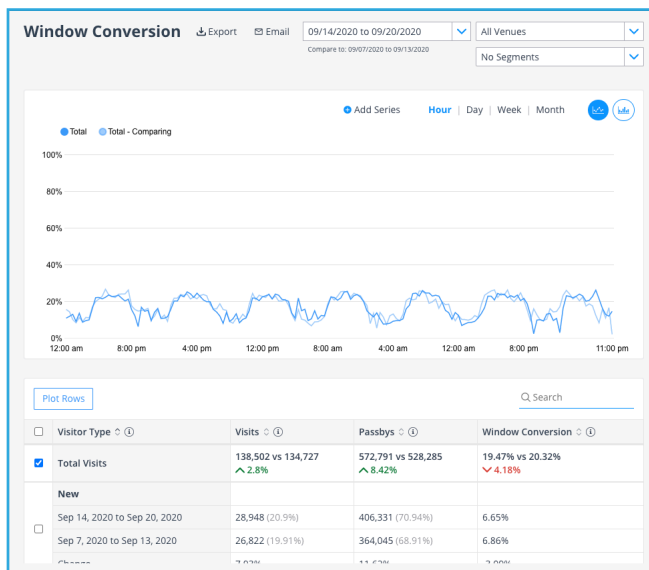 Window Conversion Export Email 09/14/2020 to 09/20/2020 All Venues
Compare to: 09/07/2020 to 09/13/2020
No Segments
Add Series Hour | Day | Week | Month
Total Total - Comparing
100%
80%
60%
40%
20%
0%
12:00 am 8:00 pm 4:00 pm 12:00 pm 8:00 am 4:00 am 12:00 am 8:00 pm 11:00 pm
Plot Rows Search
Visitor Type Visits Passbys Window Conversion
Total Visits 138,502 vs 134,727 572,791 vs 528,285 19.47% vs 20.32%
2.8% 8.42% 4.18%
New
Sep 14, 2020 to Sep 20, 2020 28,948 (20.9%) 406,331 (70.94%) 6.65%
Sep 7, 2020 to Sep 13, 2020 26,822 (19.91%) 364,045 (68.91%) 6.86%
Change